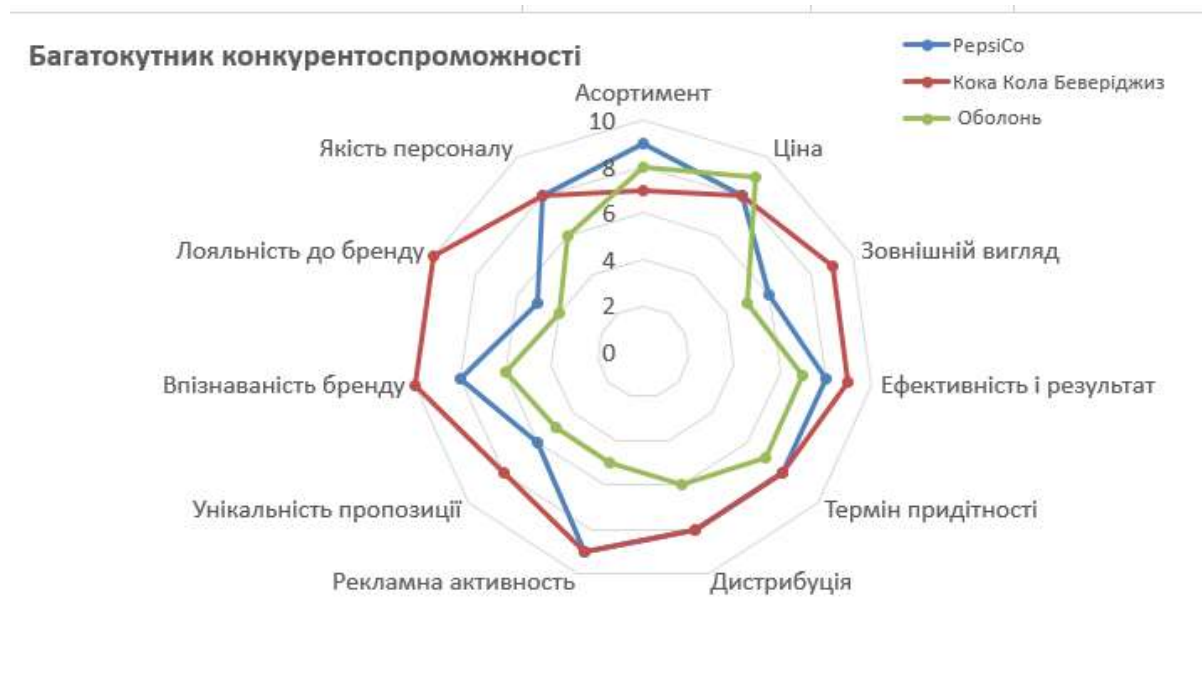 Багатокутник конкурентоспроможності
PepsiCo
Кока Кола Беверіджиз
Оболонь
Асортимент
Ціна
Зовнішній вигляд
Ефективність і результат
Термін придітності
Дистрибуція
Рекламна активность
Унікальність пропозиції
Впізнаваність бренду
Лояльність до бренду
Якість персоналу
10
8
6
4
2
0